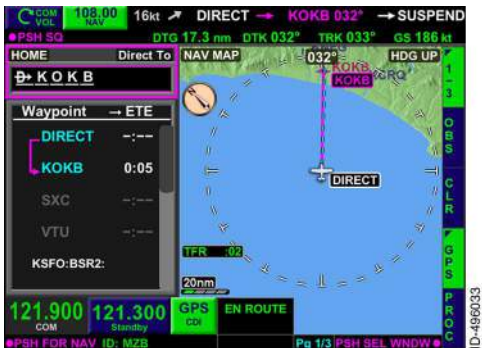 COM VOL 108.00 NAV 16kt DIRECT → KOKB 032° → SUSPEND
PSH SQ DTG 17.3 nm DTK 032° TRK 033° GS 186 kt
HOME Direct To NAV MAP 032° HDG UP
KOKB
KOKB CRQ
KOKB
1-3
OBS
CLR
GPS
PROC
Waypoint → ETE
DIRECT -:--
KOKB 0:05
SXC -:--
VTU -:--
KSFO:BSR2:
DIRECT
TFR :02
20nm
121.900 COM 121.300 Standby GPS CDI EN ROUTE
PSH FOR NAV ID: MZB Pg 1/3 PSH SEL WNDW
ID-496033